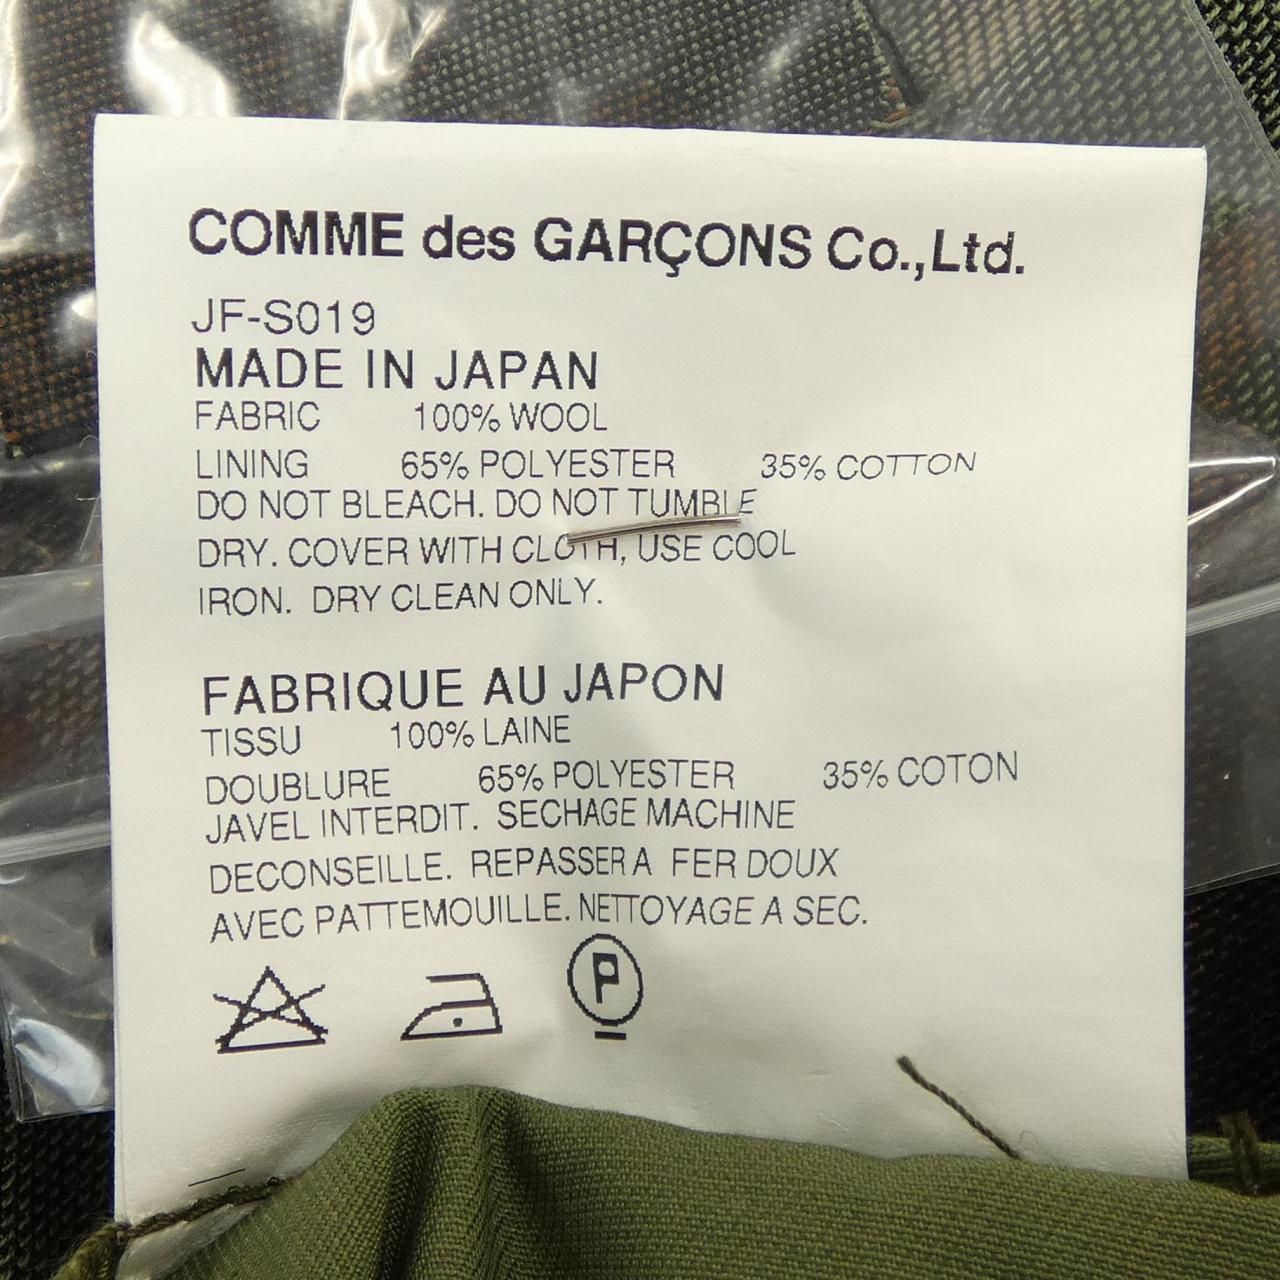 COMME des GARÇONS Co.,Ltd.
JF-S019
MADE IN JAPAN
FABRIC 100% WOOL
LINING 65% POLYESTER 35% COTTON
DO NOT BLEACH. DO NOT TUMBLE
DRY. COVER WITH CLOTH, USE COOL
IRON. DRY CLEAN ONLY.
FABRIQUE AU JAPON
TISSU 100% LAINE
DOUBLURE 65% POLYESTER 35% COTON
JAVEL INTERDIT. SECHAGE MACHINE
DECONSEILLE. REPASSER A FER DOUX
AVEC PATTEMOUILLE. NETTOYAGE A SEC.
P